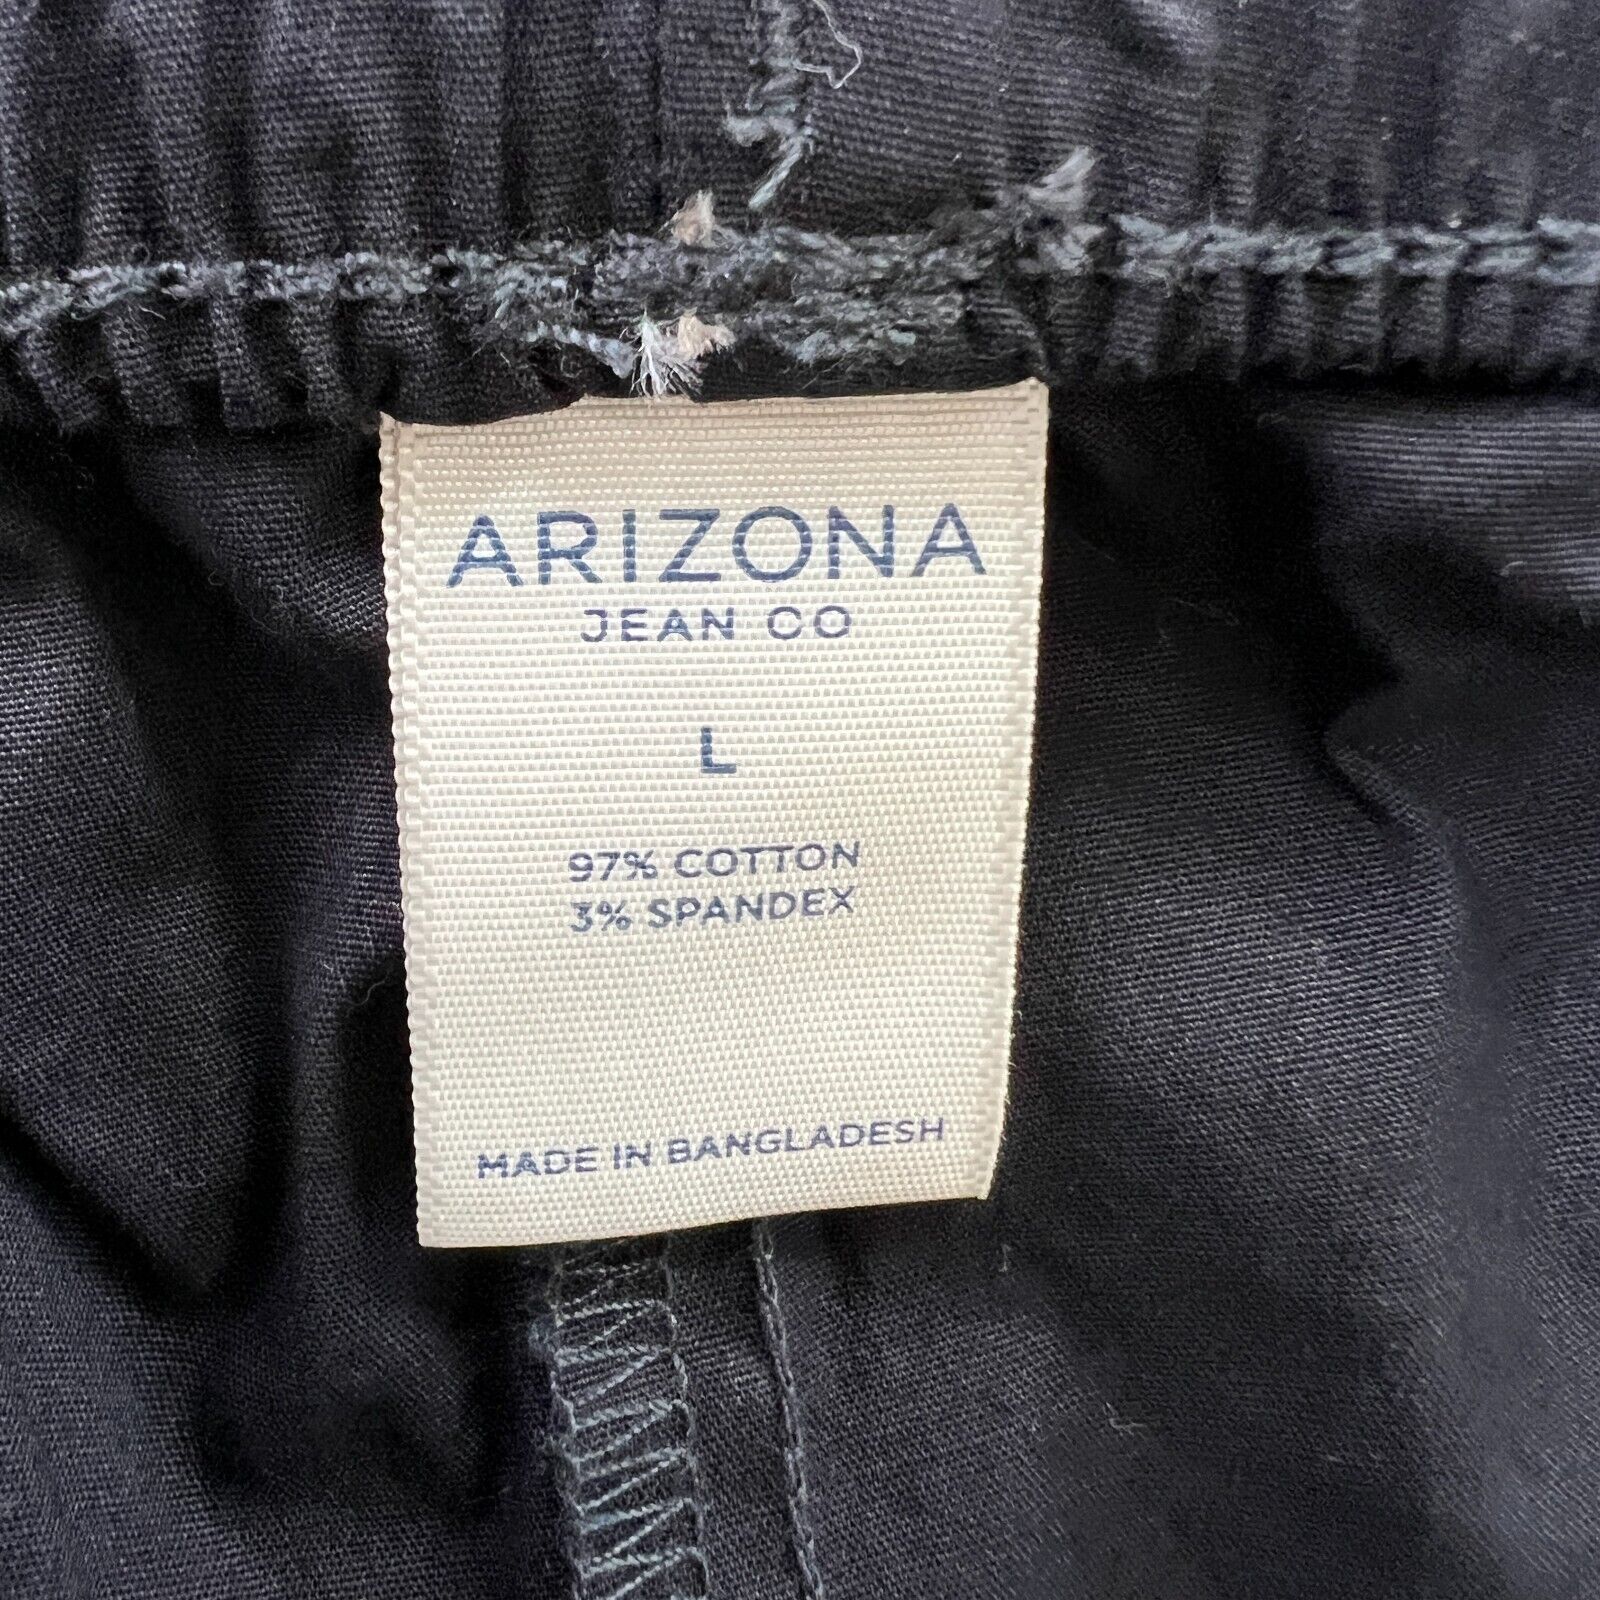 ARIZONA
JEAN CO
L
97% COTTON
3% SPANDEX
MADE IN BANGLADESH